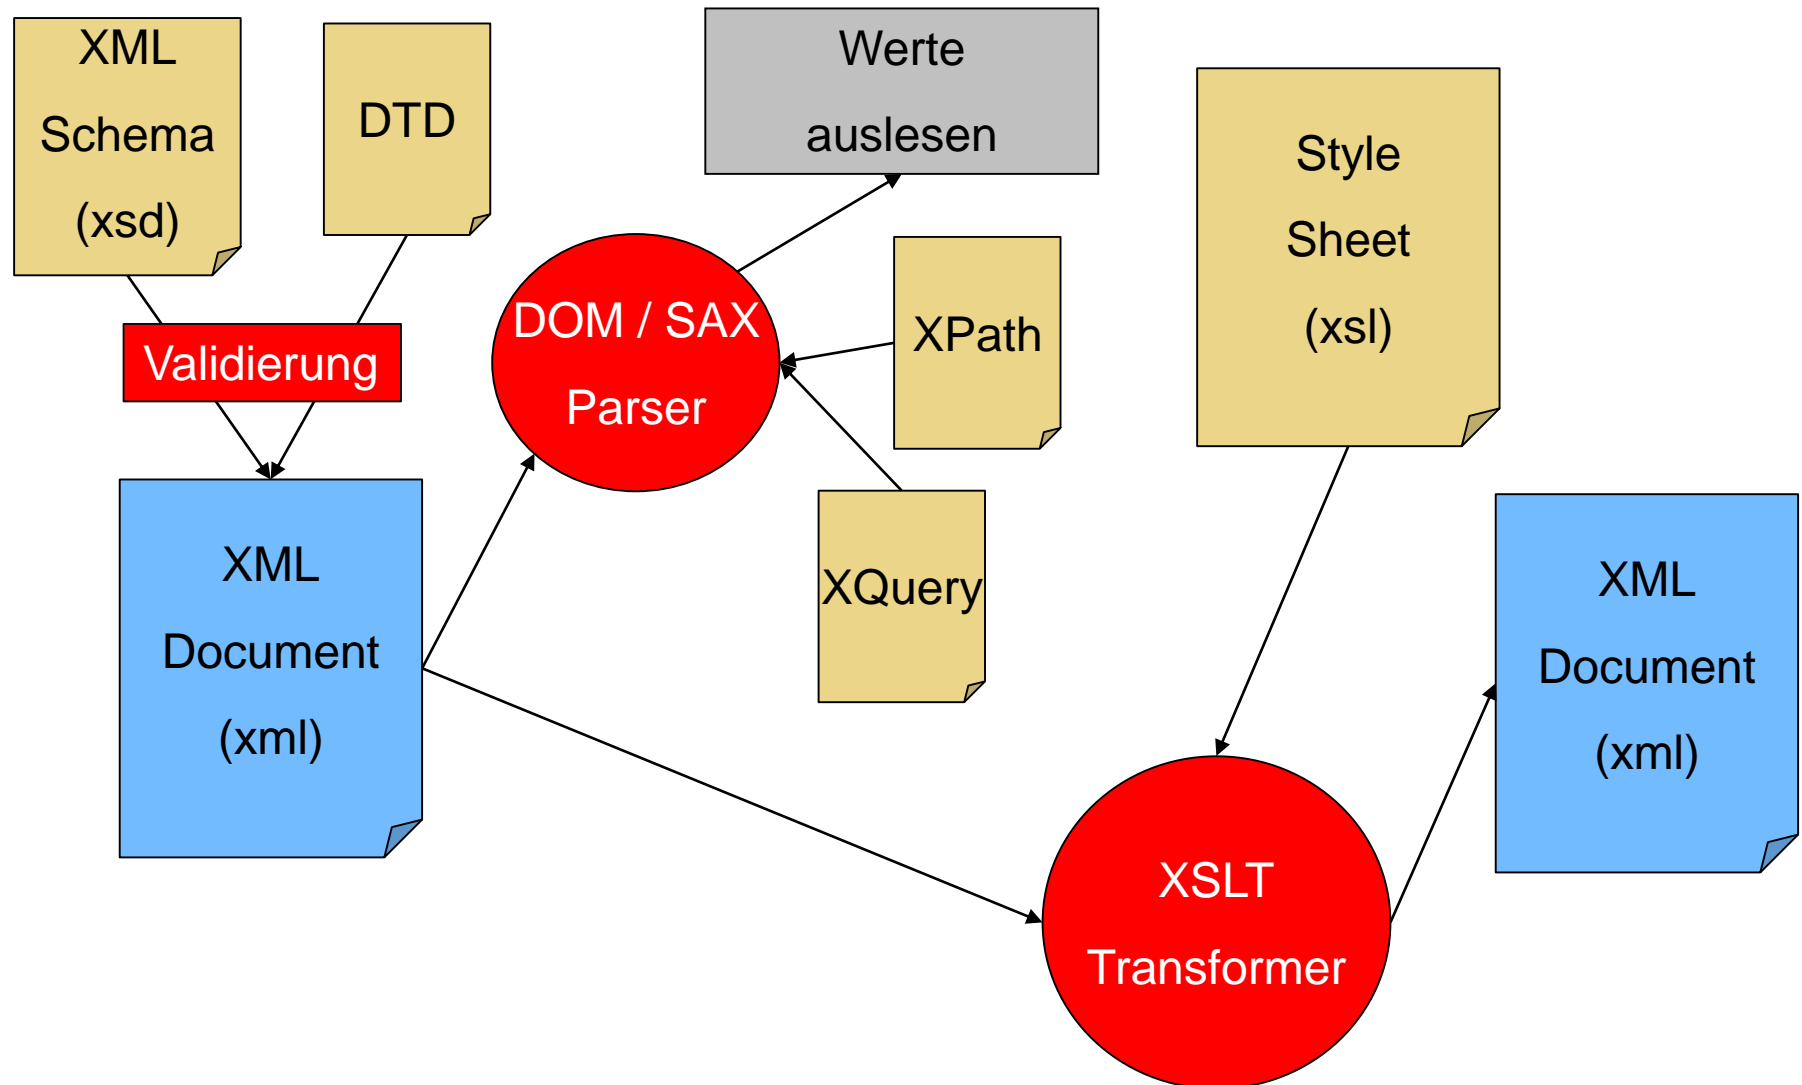 XML
Schema
(xsd)
DTD
Werte
auslesen
Style
Sheet
(xsl)
Validierung
DOM / SAX
Parser
XPath
XQuery
XML
Document
(xml)
XML
Document
(xml)
XSLT
Transformer